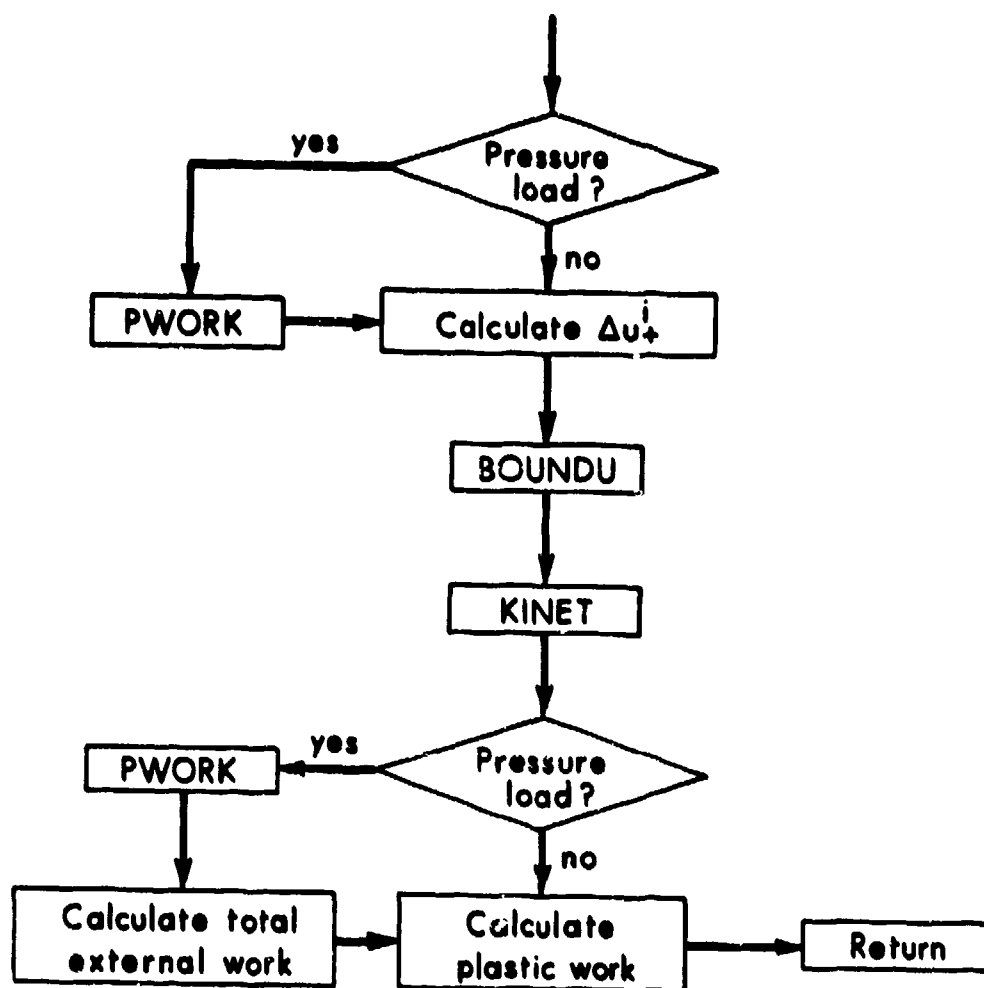 yes
Pressure
load?
no
PWORK
Calculate Δu₊ⁱ
BOUNDU
KINET
yes
Pressure
load?
PWORK
no
Calculate total
external work
Calculate
plastic work
Return